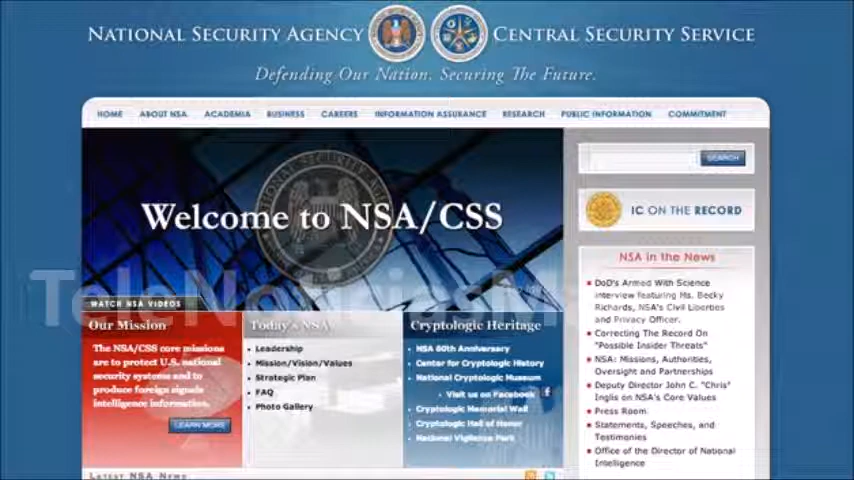 NATIONAL SECURITY AGENCY
CENTRAL SECURITY SERVICE
Defending Our Nation. Securing The Future.
HOME
ABOUT NSA
ACADEMIA
BUSINESS
CAREERS
INFORMATION ASSURANCE
RESEARCH
PUBLIC INFORMATION
COMMITMENT
Welcome to NSA/CSS
WATCH NSA VIDEOS
Our Mission
The NSA/CSS core missions
are to protect U.S. national
security systems and to
produce foreign signals
intelligence information.
LEARN MORE
Today's NSA
Leadership
Mission/Vision/Values
Strategic Plan
FAQ
Photo Gallery
Cryptologic Heritage
NSA 60th Anniversary
Center for Cryptologic History
National Cryptologic Museum
Visit us on Facebook
Cryptologic Memorial Wall
Cryptologic Hall of Honor
National Vigilance Park
SEARCH
IC ON THE RECORD
NSA in the News
DoD's Armed With Science
interview featuring Ms. Becky
Richards, NSA's Civil Liberties
and Privacy Officer.
Correcting The Record On
"Possible Insider Threats"
NSA: Missions, Authorities,
Oversight and Partnerships
Deputy Director John C. "Chris"
Inglis on NSA's Core Values
Press Room
Statements, Speeches, and
Testimonies
Office of the Director of National
Intelligence
LATEST NSA NEWS